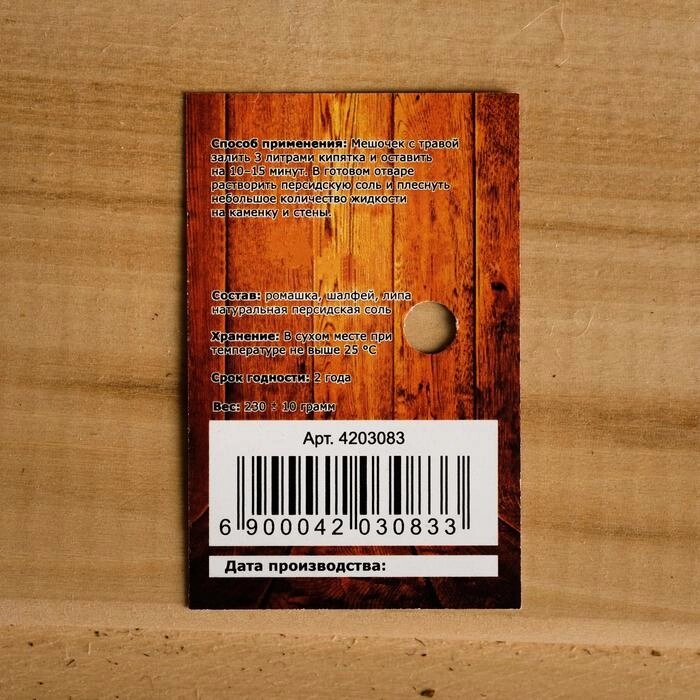 Способ применения: Мешочек с травой
залить 3 литрами кипятка и оставить
на 10–15 минут. В готовом отваре
растворить персидскую соль и плеснуть
небольшое количество жидкости
на каменку и стены.
Состав: ромашка, шалфей, липа
натуральная персидская соль
Хранение: В сухом месте при
температуре не выше 25 °С
Срок годности: 2 года
Вес: 230 ± 10 грамм
Арт. 4203083
6 900042 030833
Дата производства: